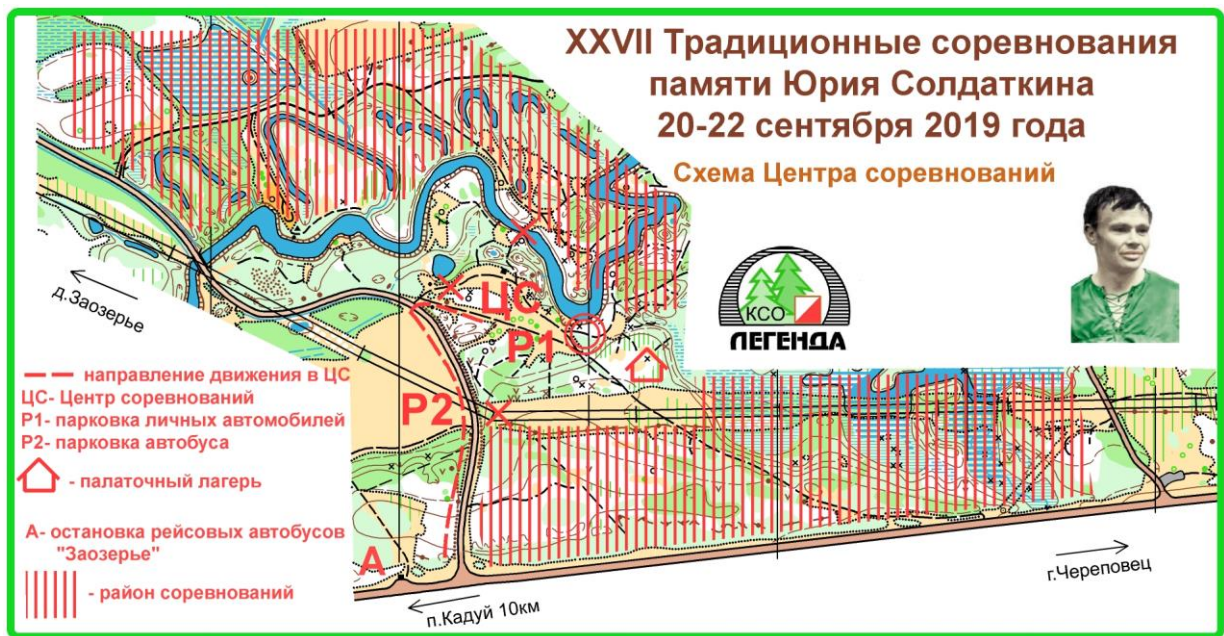 XXVII Традиционные соревнования
памяти Юрия Солдаткина
20-22 сентября 2019 года
Схема Центра соревнований
КСО
ЛЕГЕНДА
д.Заозерье
ЦС
Р1
Р2
А
направление движения в ЦС
ЦС- Центр соревнований
Р1- парковка личных автомобилей
Р2- парковка автобуса
- палаточный лагерь
А- остановка рейсовых автобусов
"Заозерье"
- район соревнований
п.Кадуй 10км
г.Череповец